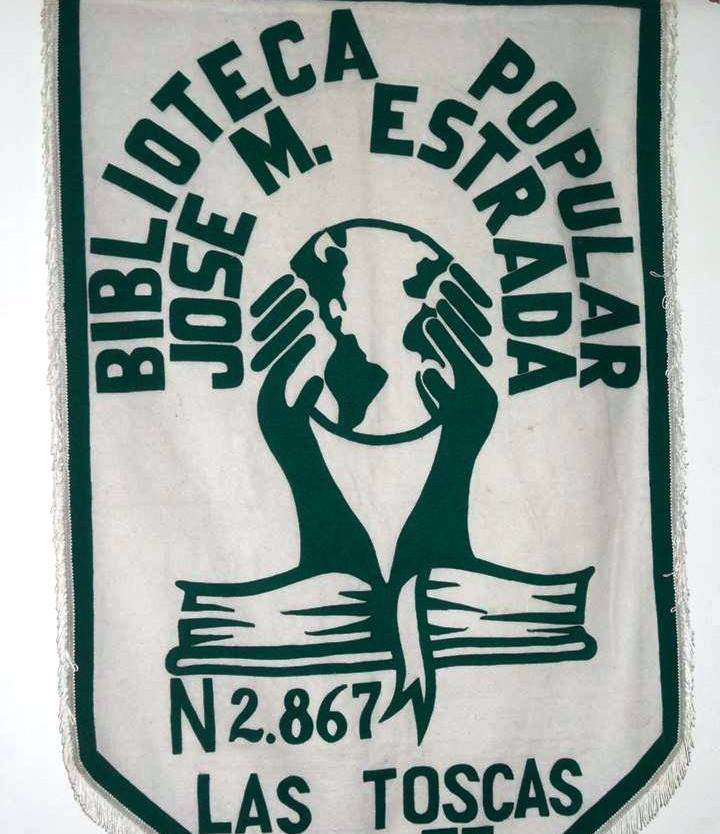 BIBLIOTECA POPULAR
JOSE M. ESTRADA
N 2.867
LAS TOSCAS